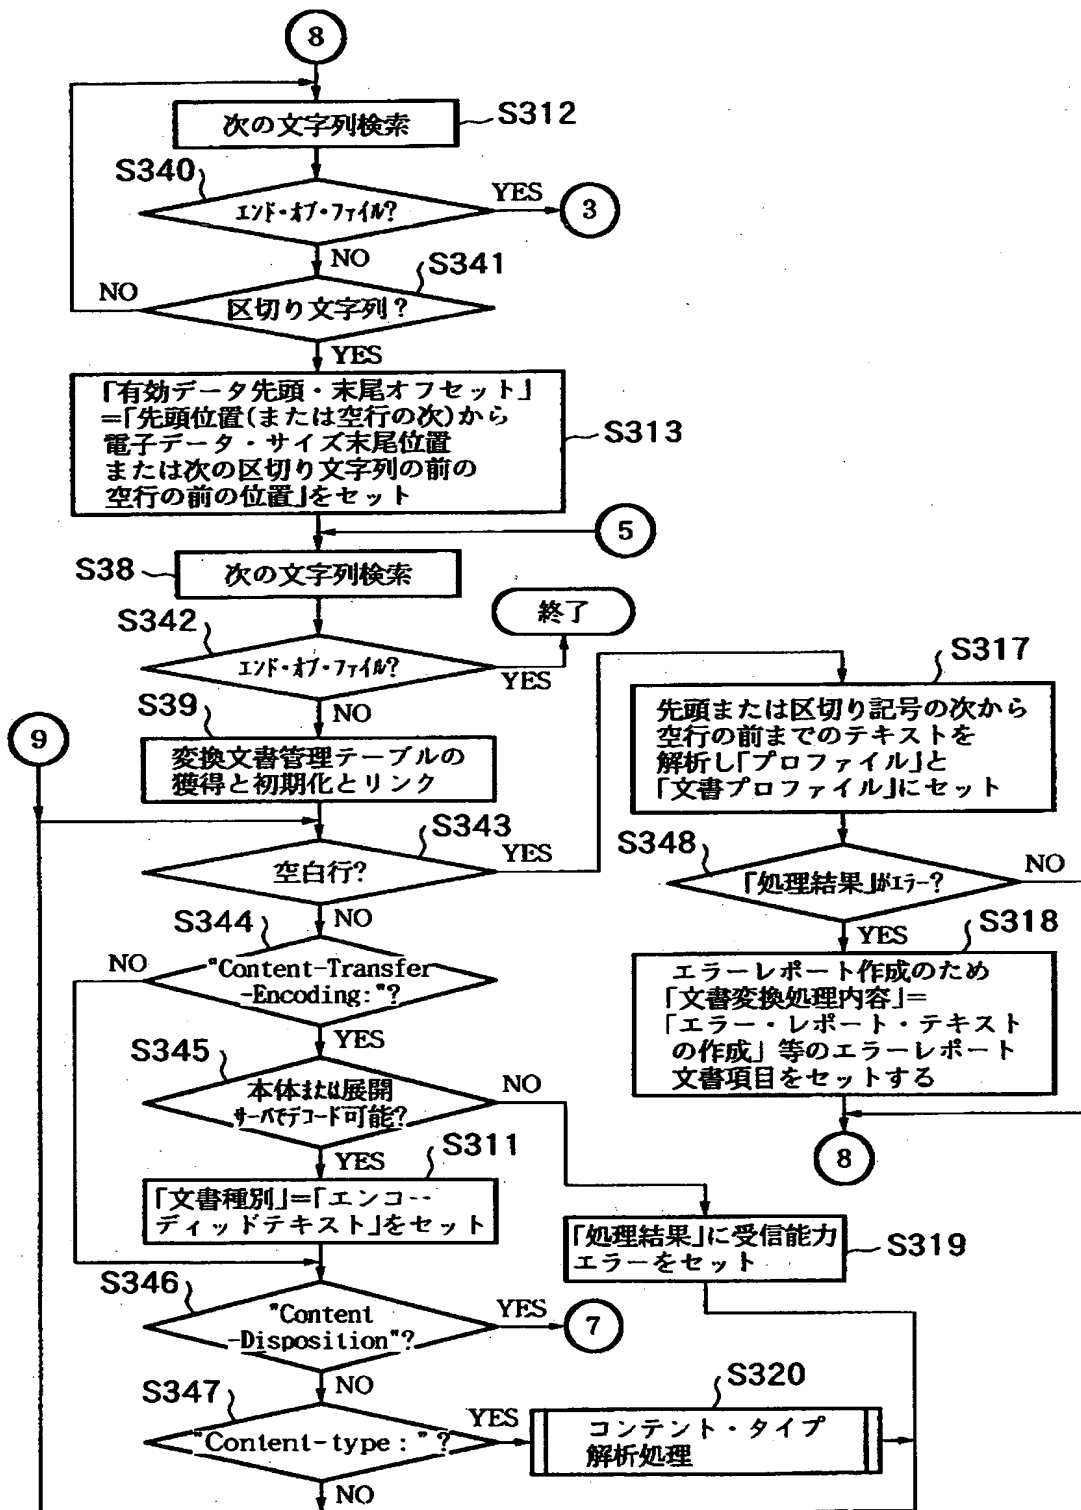 8
次の文字列検索
S312
S340
エンド・オブ・ファイル?
YES
3
NO
S341
NO
区切り文字列?
YES
「有効データ先頭・末尾オフセット」
=「先頭位置(または空行の次)から
電子データ・サイズ末尾位置
または次の区切り文字列の前の
空行の前の位置」をセット
S313
5
S38
次の文字列検索
終了
S342
エンド・オブ・ファイル?
YES
NO
S39
9
変換文書管理テーブルの
獲得と初期化とリンク
S343
空白行?
YES
NO
S317
先頭または区切り記号の次から
空行の前までのテキストを
解析し「プロファイル」と
「文書プロファイル」にセット
S348
「処理結果」がエラー?
NO
YES
S318
エラーレポート作成のため
「文書変換処理内容」=
「エラー・レポート・テキスト
の作成」等のエラーレポート
文書項目をセットする
8
S344
NO
"Content-Transfer
-Encoding:"?
YES
S345
本体または展開
サーバでデコード可能?
NO
YES
S311
「文書種別」=「エンコー
ディッドテキスト」をセット
「処理結果」に受信能力
エラーをセット
S319
S346
"Content
-Disposition"?
YES
7
NO
S347
"Content-type:"?
YES
S320
コンテント・タイプ
解析処理
NO